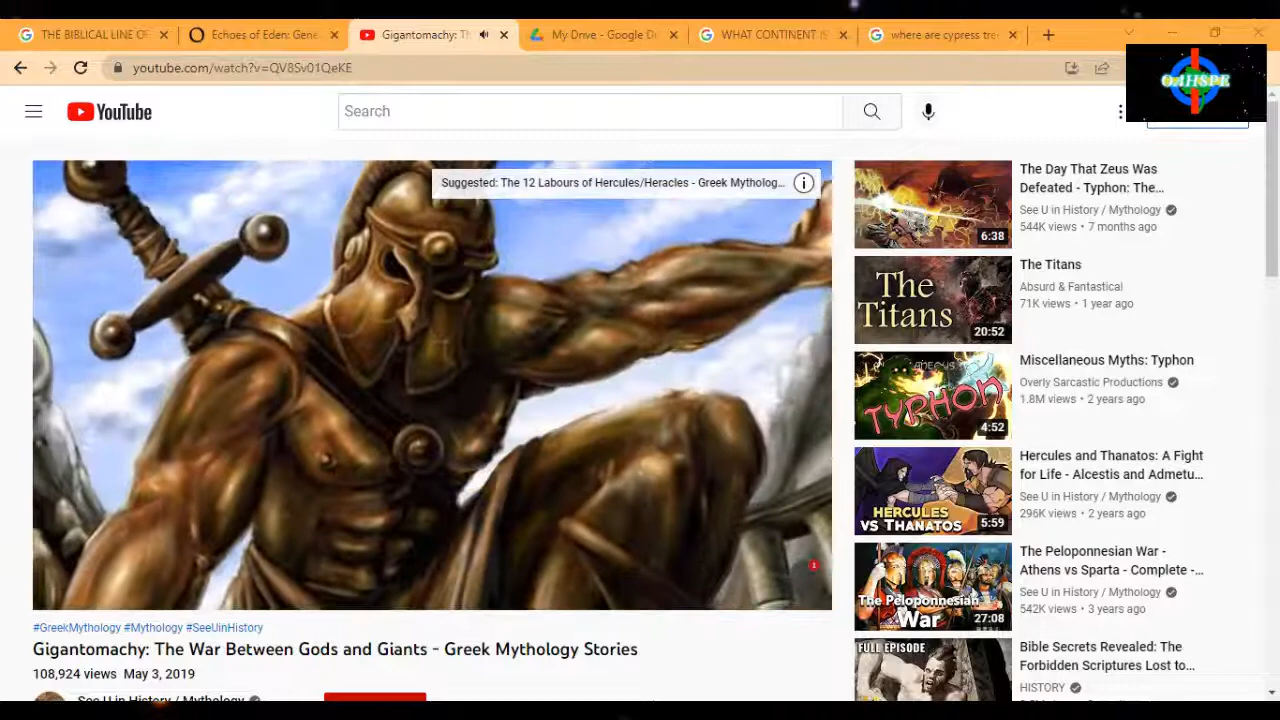 THE BIBLICAL LINE OF
Echoes of Eden: Gene
Gigantomachy: Th
My Drive - Google D
WHAT CONTINENT IS
where are cypress tre
youtube.com/watch?v=QV8Sv01QeKE
OAHSPE
YouTube
Search
Suggested: The 12 Labours of Hercules/Heracles - Greek Mytholog...
1
#GreekMythology #Mythology #SeeUinHistory
Gigantomachy: The War Between Gods and Giants - Greek Mythology Stories
108,924 views May 3, 2019
See U in History / Mythology
6:38
The Day That Zeus Was
Defeated - Typhon: The...
See U in History / Mythology
544K views • 7 months ago
The
Titans
20:52
The Titans
Absurd & Fantastical
71K views • 1 year ago
TYPHON
4:52
Miscellaneous Myths: Typhon
Overly Sarcastic Productions
1.8M views • 2 years ago
HERCULES
VS THANATOS
5:59
Hercules and Thanatos: A Fight
for Life - Alcestis and Admetu...
See U in History / Mythology
296K views • 2 years ago
The Peloponnesian
War
27:08
The Peloponnesian War -
Athens vs Sparta - Complete -...
See U in History / Mythology
542K views • 3 years ago
FULL EPISODE
Bible Secrets Revealed: The
Forbidden Scriptures Lost to...
HISTORY